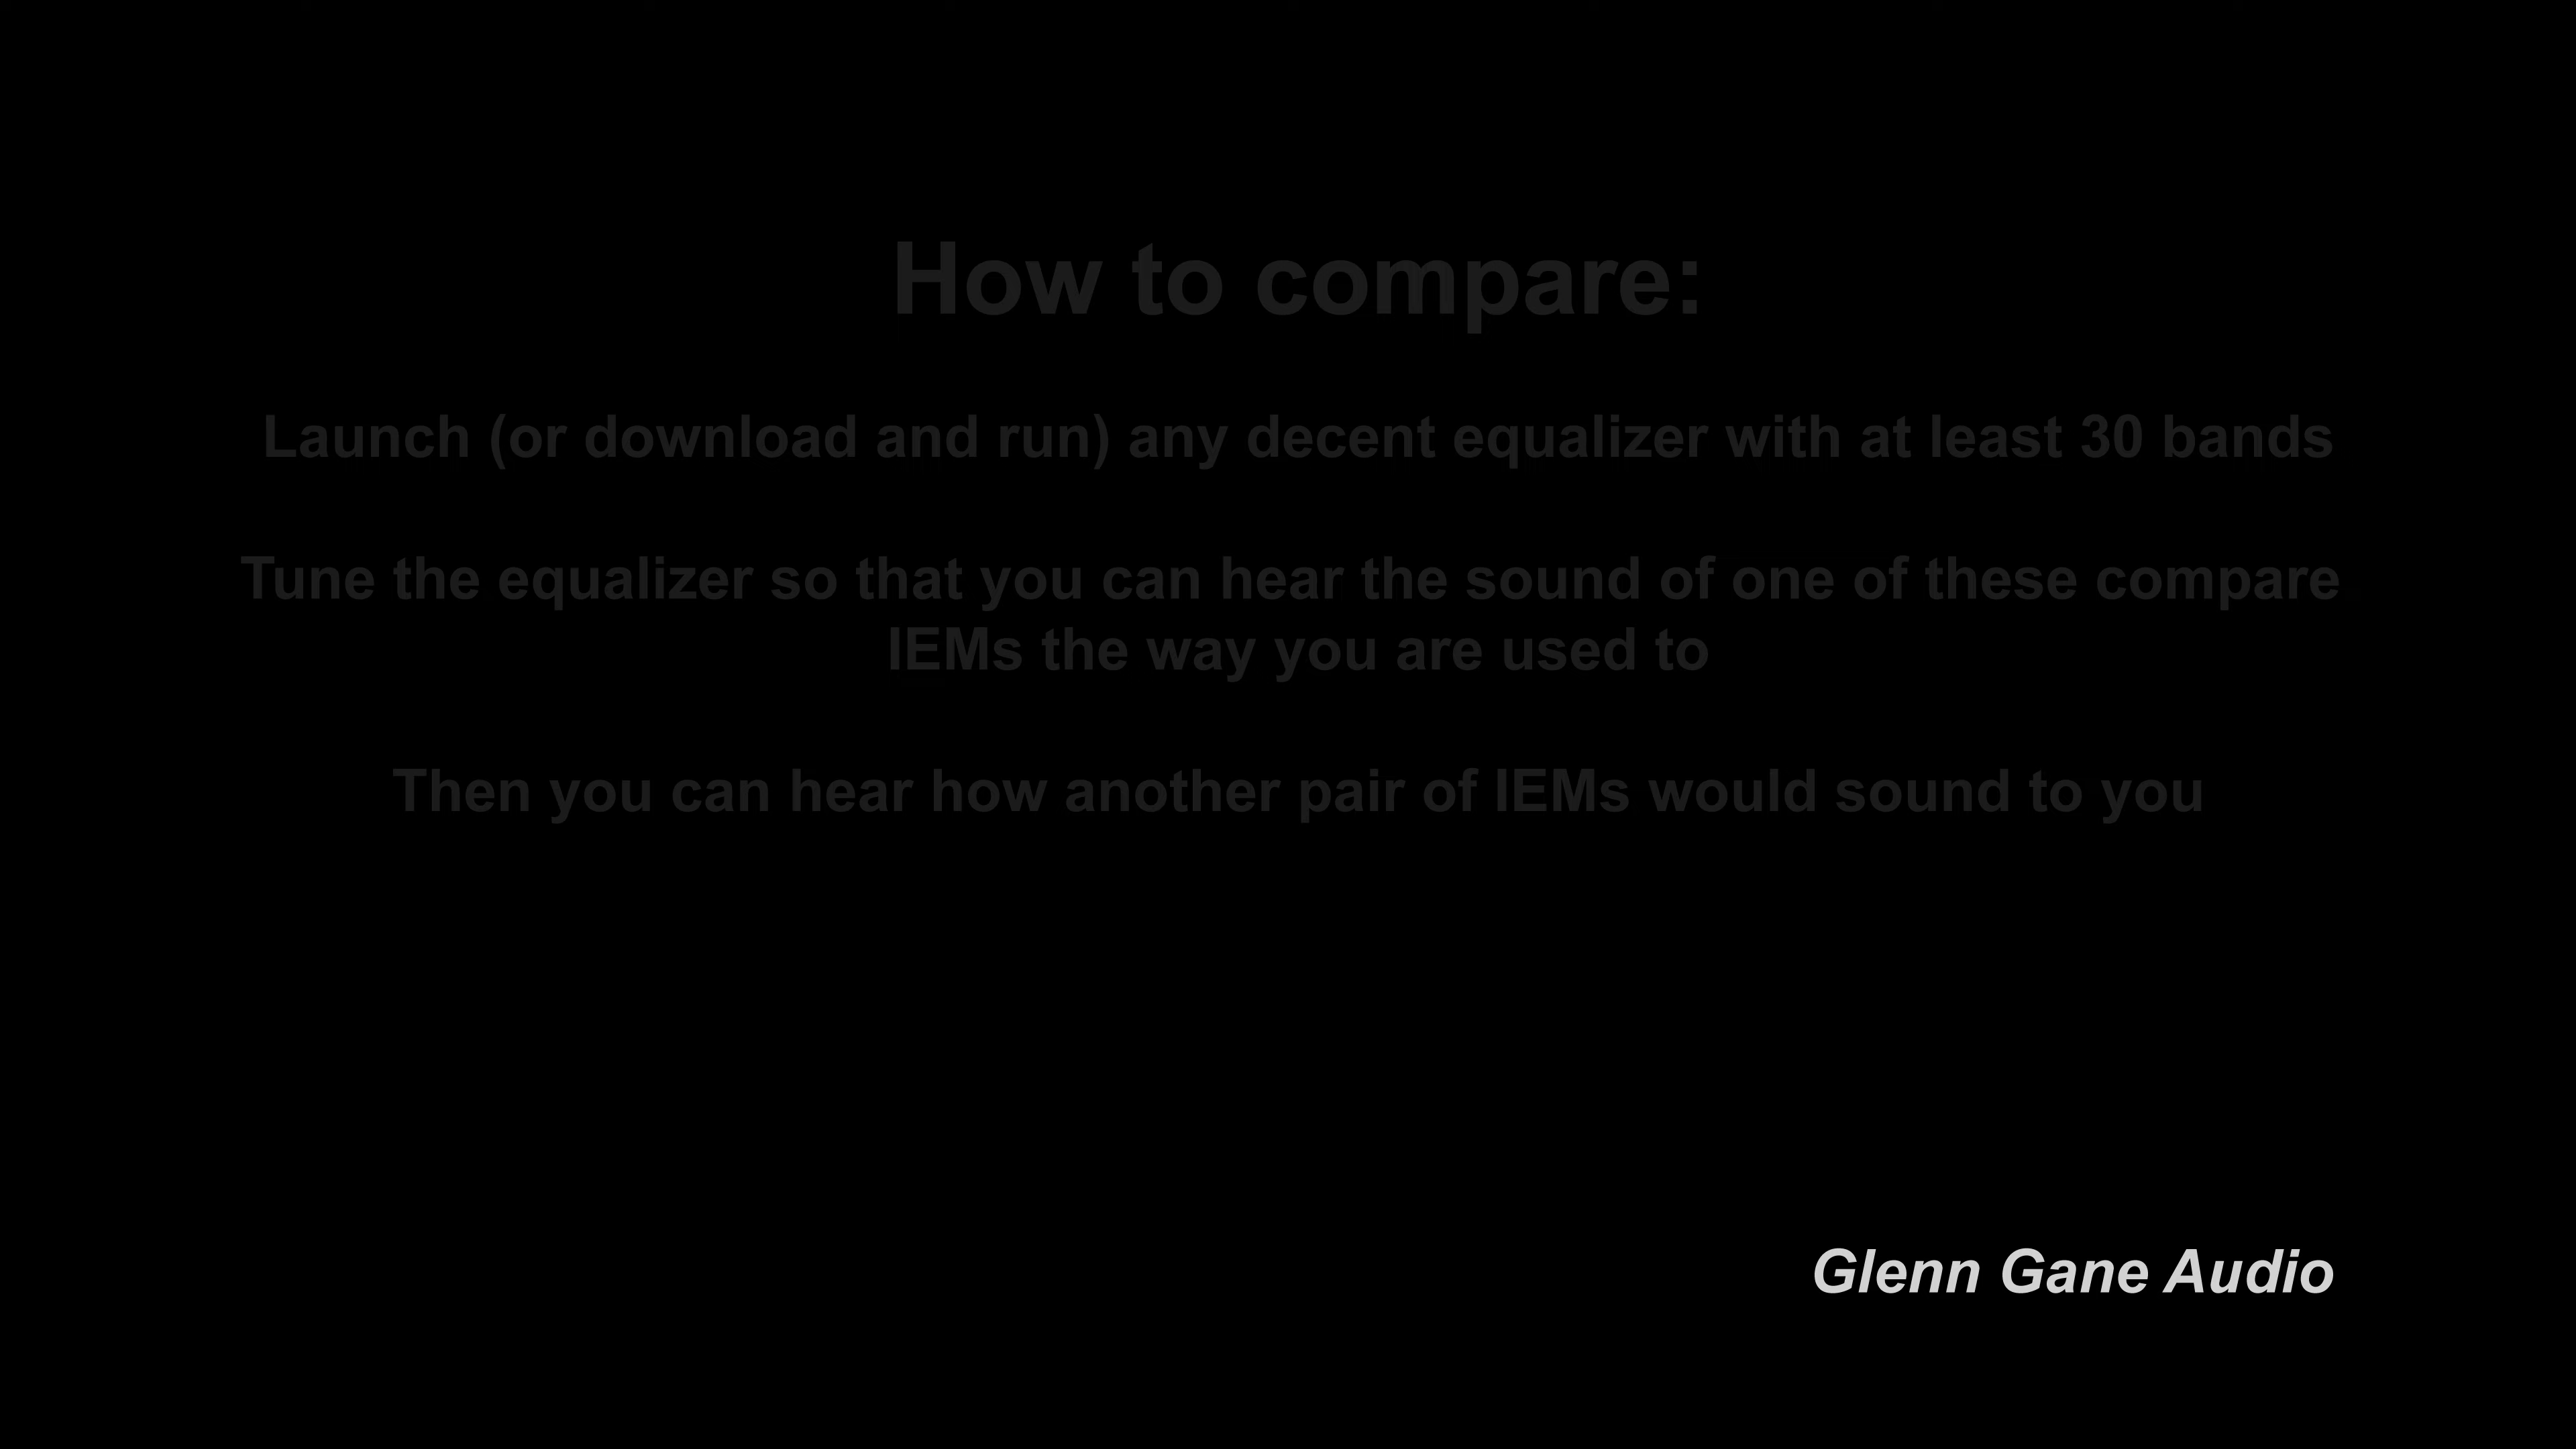 How to compare:
Launch (or download and run) any decent equalizer with at least 30 bands
Tune the equalizer so that you can hear the sound of one of these compare
IEMs the way you are used to
Then you can hear how another pair of IEMs would sound to you
Glenn Gane Audio